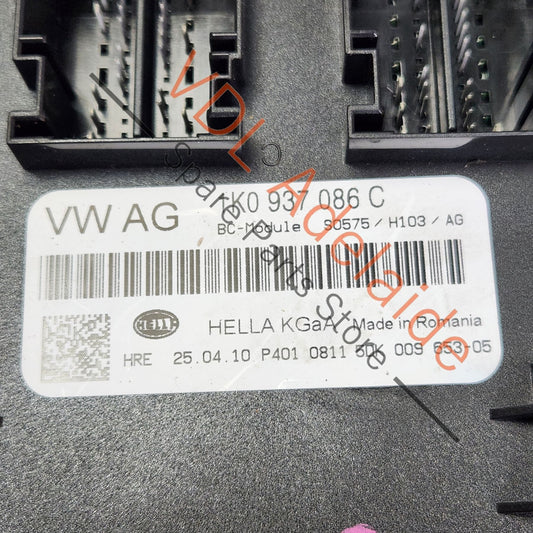 VW AG
1K0 937 086 C
BC-Module S0575 / H103 / AG
HELLA
HELLA KGaA Made in Romania
HRE 25.04.10 P401 0811 5DK 009 653-05
VDL Adelaide
Spare Parts Store